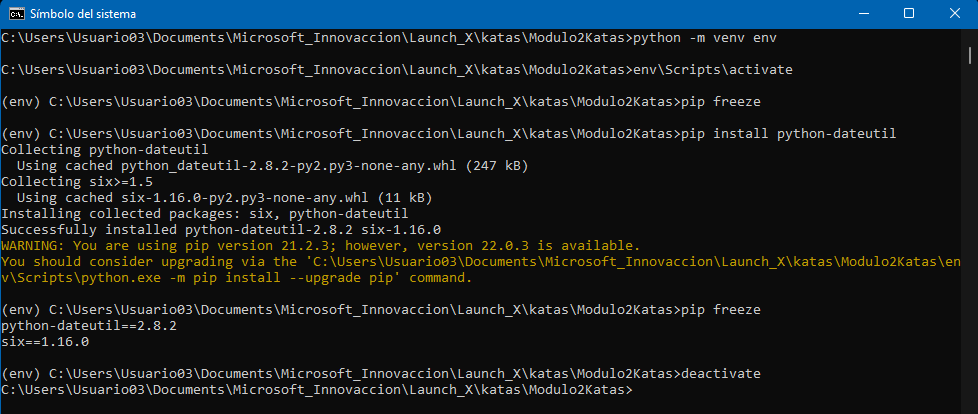 Símbolo del sistema
C:\Users\Usuario03\Documents\Microsoft_Innovaccion\Launch_X\katas\Modulo2Katas>python -m venv env
C:\Users\Usuario03\Documents\Microsoft_Innovaccion\Launch_X\katas\Modulo2Katas>env\Scripts\activate
(env) C:\Users\Usuario03\Documents\Microsoft_Innovaccion\Launch_X\katas\Modulo2Katas>pip freeze
(env) C:\Users\Usuario03\Documents\Microsoft_Innovaccion\Launch_X\katas\Modulo2Katas>pip install python-dateutil
Collecting python-dateutil
  Using cached python_dateutil-2.8.2-py2.py3-none-any.whl (247 kB)
Collecting six>=1.5
  Using cached six-1.16.0-py2.py3-none-any.whl (11 kB)
Installing collected packages: six, python-dateutil
Successfully installed python-dateutil-2.8.2 six-1.16.0
WARNING: You are using pip version 21.2.3; however, version 22.0.3 is available.
You should consider upgrading via the 'C:\Users\Usuario03\Documents\Microsoft_Innovaccion\Launch_X\katas\Modulo2Katas\en
v\Scripts\python.exe -m pip install --upgrade pip' command.
(env) C:\Users\Usuario03\Documents\Microsoft_Innovaccion\Launch_X\katas\Modulo2Katas>pip freeze
python-dateutil==2.8.2
six==1.16.0
(env) C:\Users\Usuario03\Documents\Microsoft_Innovaccion\Launch_X\katas\Modulo2Katas>deactivate
C:\Users\Usuario03\Documents\Microsoft_Innovaccion\Launch_X\katas\Modulo2Katas>